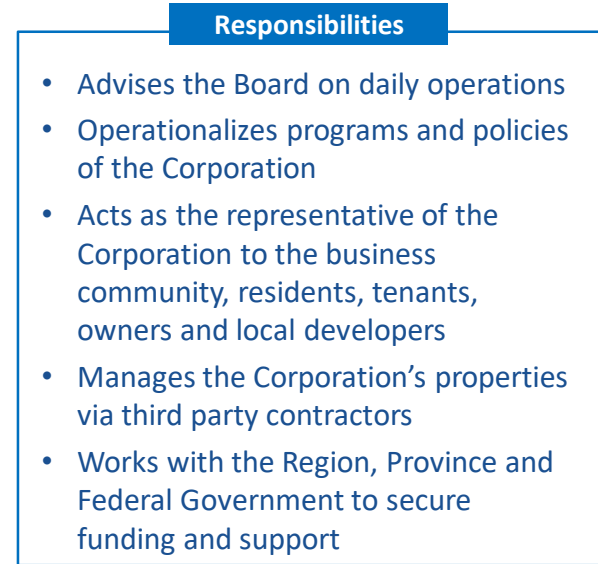 Responsibilities
• Advises the Board on daily operations
• Operationalizes programs and policies
of the Corporation
• Acts as the representative of the
Corporation to the business
community, residents, tenants,
owners and local developers
• Manages the Corporation’s properties
via third party contractors
• Works with the Region, Province and
Federal Government to secure
funding and support